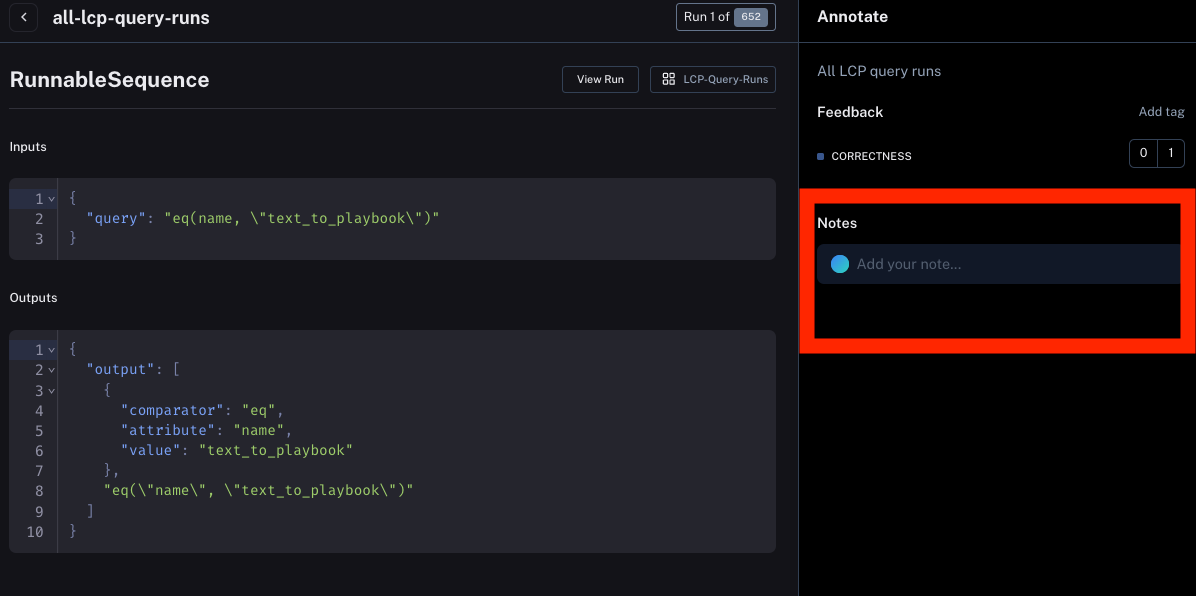 all-lcp-query-runs
Run 1 of 652
RunnableSequence
View Run
LCP-Query-Runs
Inputs
1 {
2 "query": "eq(name, \"text_to_playbook\")"
3 }
Outputs
1 {
2 "output": [
3 {
4 "comparator": "eq",
5 "attribute": "name",
6 "value": "text_to_playbook"
7 },
8 "eq(\"name\", \"text_to_playbook\")"
9 ]
10 }
Annotate
All LCP query runs
Feedback
Add tag
CORRECTNESS
0 1
Notes
Add your note...